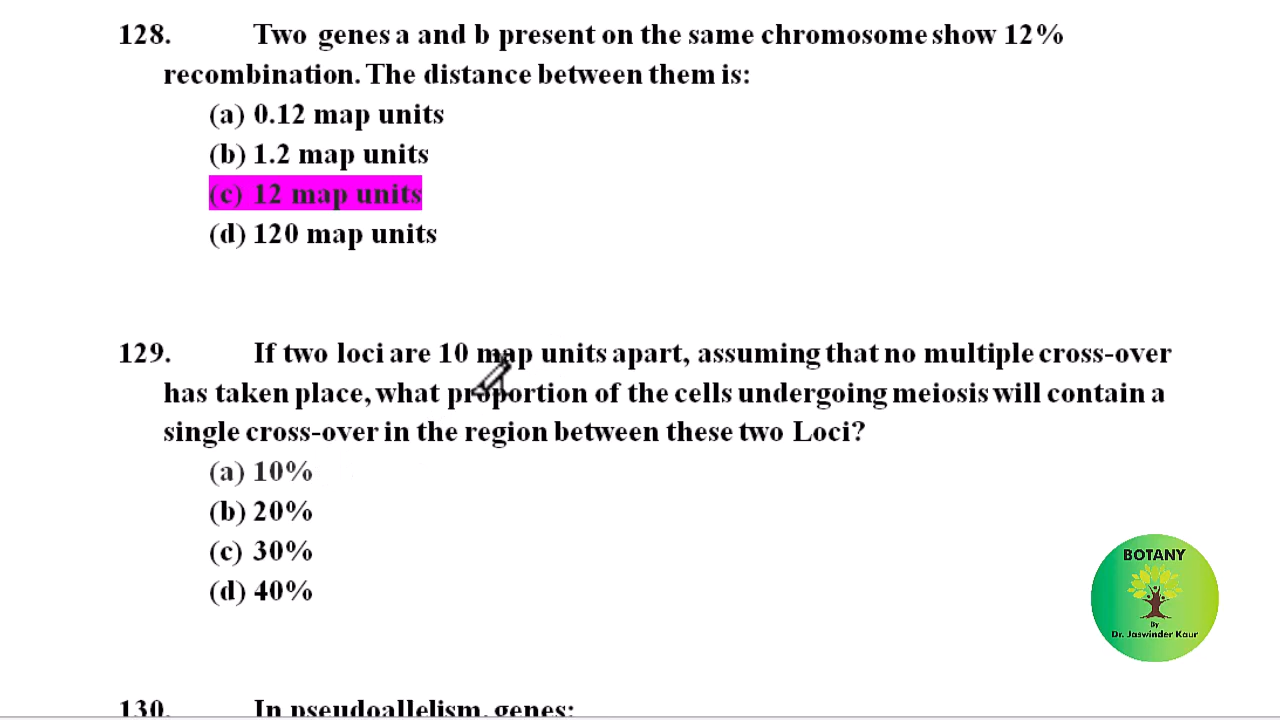 128. Two genes a and b present on the same chromosome show 12%
recombination. The distance between them is:
(a) 0.12 map units
(b) 1.2 map units
(c) 12 map units
(d) 120 map units
129. If two loci are 10 map units apart, assuming that no multiple cross-over
has taken place, what proportion of the cells undergoing meiosis will contain a
single cross-over in the region between these two Loci?
(a) 10%
(b) 20%
(c) 30%
(d) 40%
BOTANY
By
Dr. Jaswinder Kaur
130. In pseudoallelism, genes: